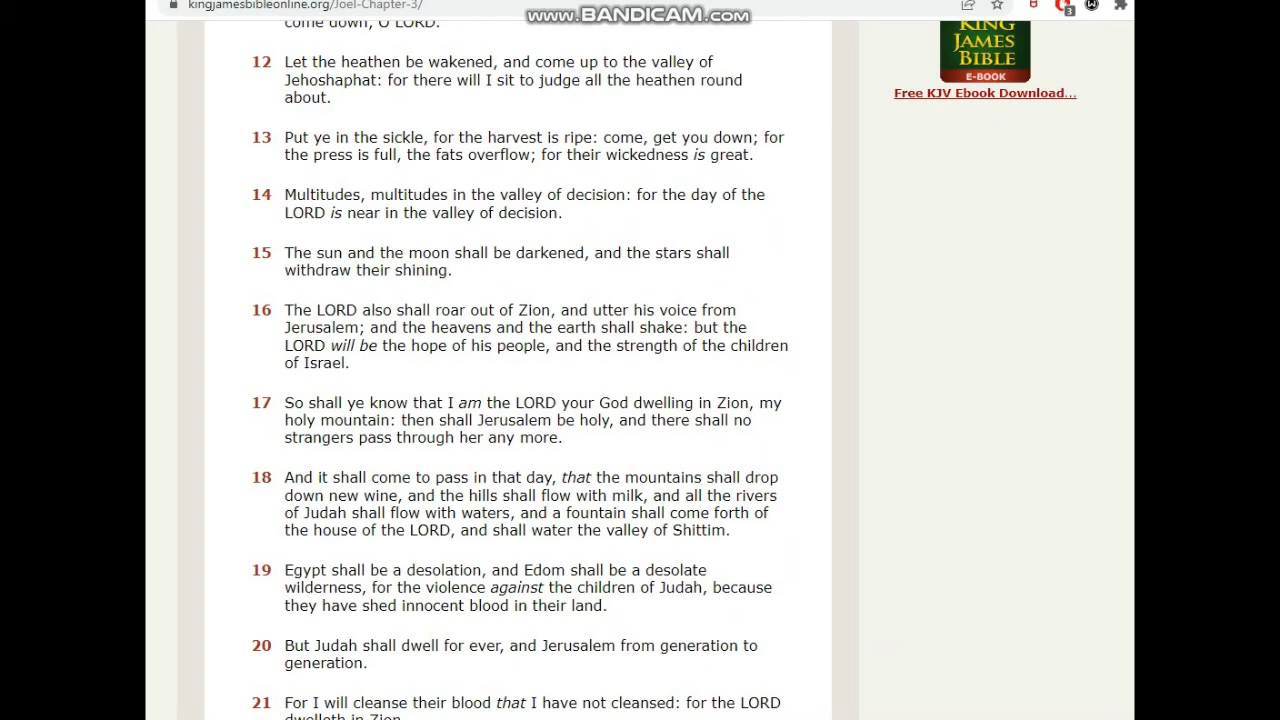 kingjamesbibleonline.org/Joel-Chapter-3/
www.BANDICAM.com
3
come down, O LORD.
12 Let the heathen be wakened, and come up to the valley of
Jehoshaphat: for there will I sit to judge all the heathen round
about.
13 Put ye in the sickle, for the harvest is ripe: come, get you down; for
the press is full, the fats overflow; for their wickedness is great.
14 Multitudes, multitudes in the valley of decision: for the day of the
LORD is near in the valley of decision.
15 The sun and the moon shall be darkened, and the stars shall
withdraw their shining.
16 The LORD also shall roar out of Zion, and utter his voice from
Jerusalem; and the heavens and the earth shall shake: but the
LORD will be the hope of his people, and the strength of the children
of Israel.
17 So shall ye know that I am the LORD your God dwelling in Zion, my
holy mountain: then shall Jerusalem be holy, and there shall no
strangers pass through her any more.
18 And it shall come to pass in that day, that the mountains shall drop
down new wine, and the hills shall flow with milk, and all the rivers
of Judah shall flow with waters, and a fountain shall come forth of
the house of the LORD, and shall water the valley of Shittim.
19 Egypt shall be a desolation, and Edom shall be a desolate
wilderness, for the violence against the children of Judah, because
they have shed innocent blood in their land.
20 But Judah shall dwell for ever, and Jerusalem from generation to
generation.
21 For I will cleanse their blood that I have not cleansed: for the LORD
dwelleth in Zion.
KING
JAMES
BIBLE
E-BOOK
Free KJV Ebook Download...